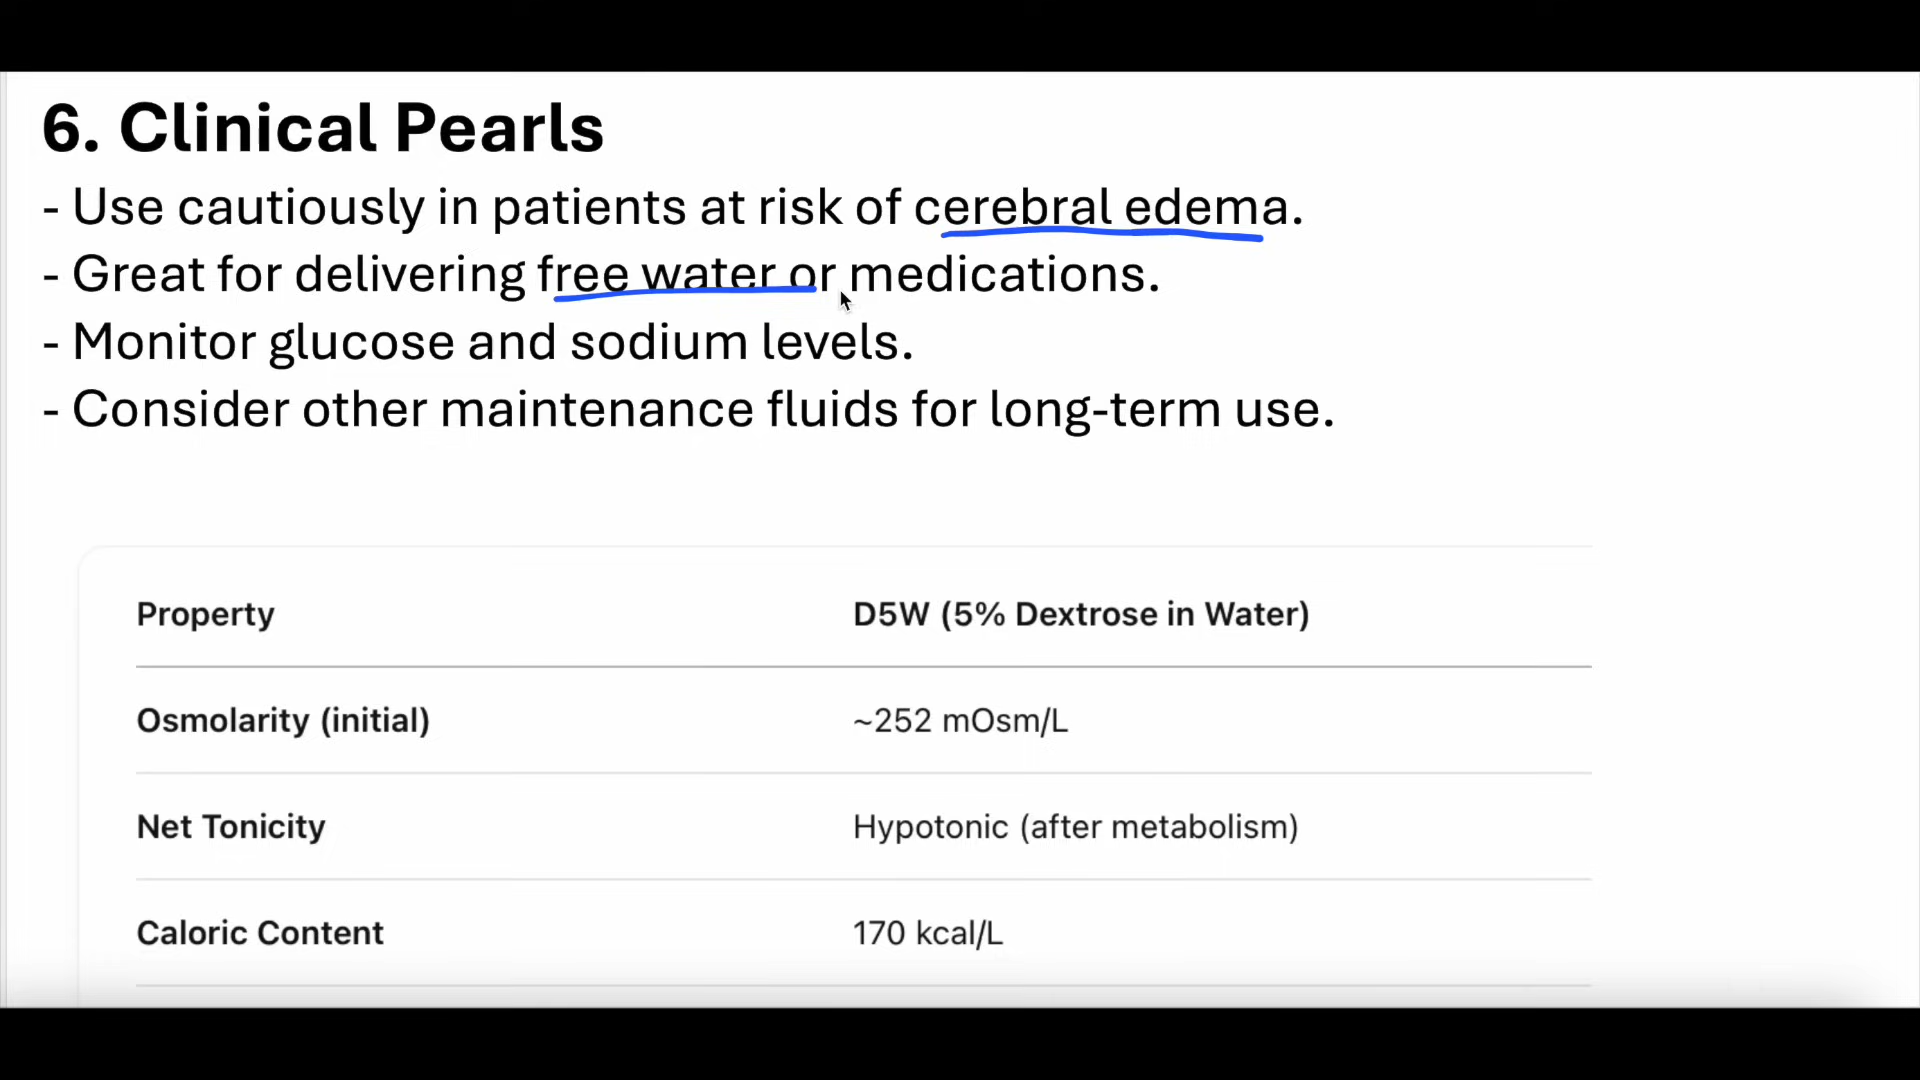 6. Clinical Pearls
- Use cautiously in patients at risk of cerebral edema.
- Great for delivering free water or medications.
- Monitor glucose and sodium levels.
- Consider other maintenance fluids for long-term use.
Property D5W (5% Dextrose in Water)
Osmolarity (initial) ~252 mOsm/L
Net Tonicity Hypotonic (after metabolism)
Caloric Content 170 kcal/L